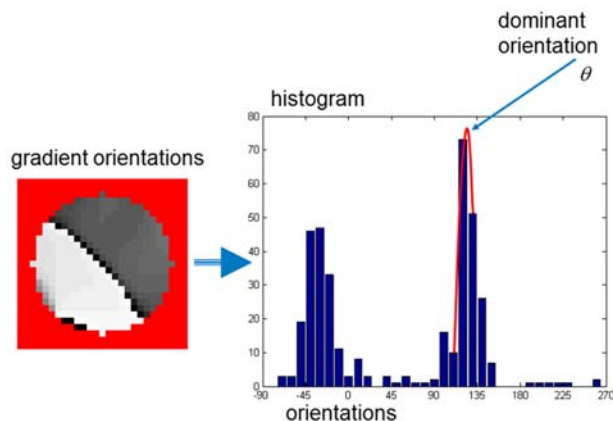 dominant
orientation
θ
histogram
gradient orientations
80
70
60
50
40
30
20
10
0
-90 -45 0 45 90 135 180 225 270
orientations